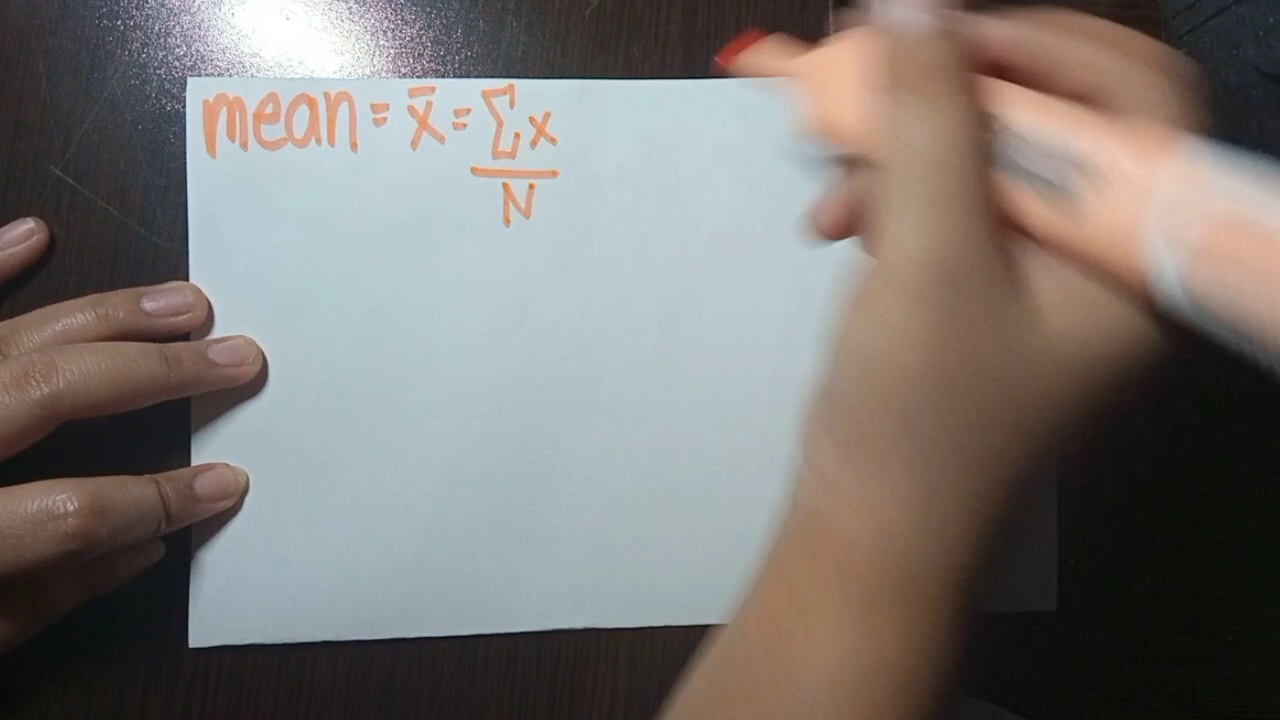 mean = x̄ = Σx
N